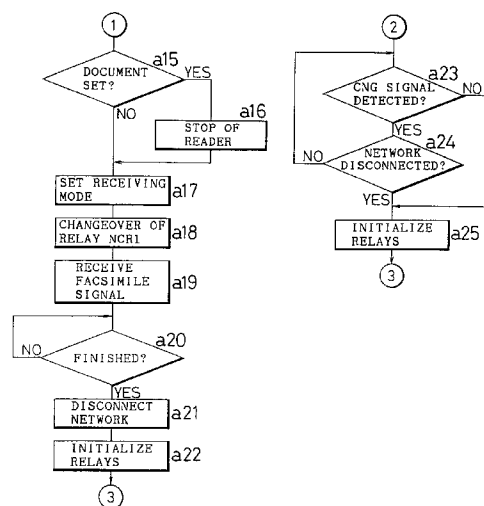 1
a15
DOCUMENT
SET?
YES
NO
a16
STOP OF
READER
SET RECEIVING
MODE
a17
CHANGEOVER OF
RELAY NCR1
a18
RECEIVE
FACSIMILE
SIGNAL
a19
a20
NO
FINISHED?
YES
DISCONNECT
NETWORK
a21
INITIALIZE
RELAYS
a22
3
2
a23
CNG SIGNAL
DETECTED?
NO
YES
a24
NETWORK
DISCONNECTED?
NO
YES
INITIALIZE
RELAYS
a25
3